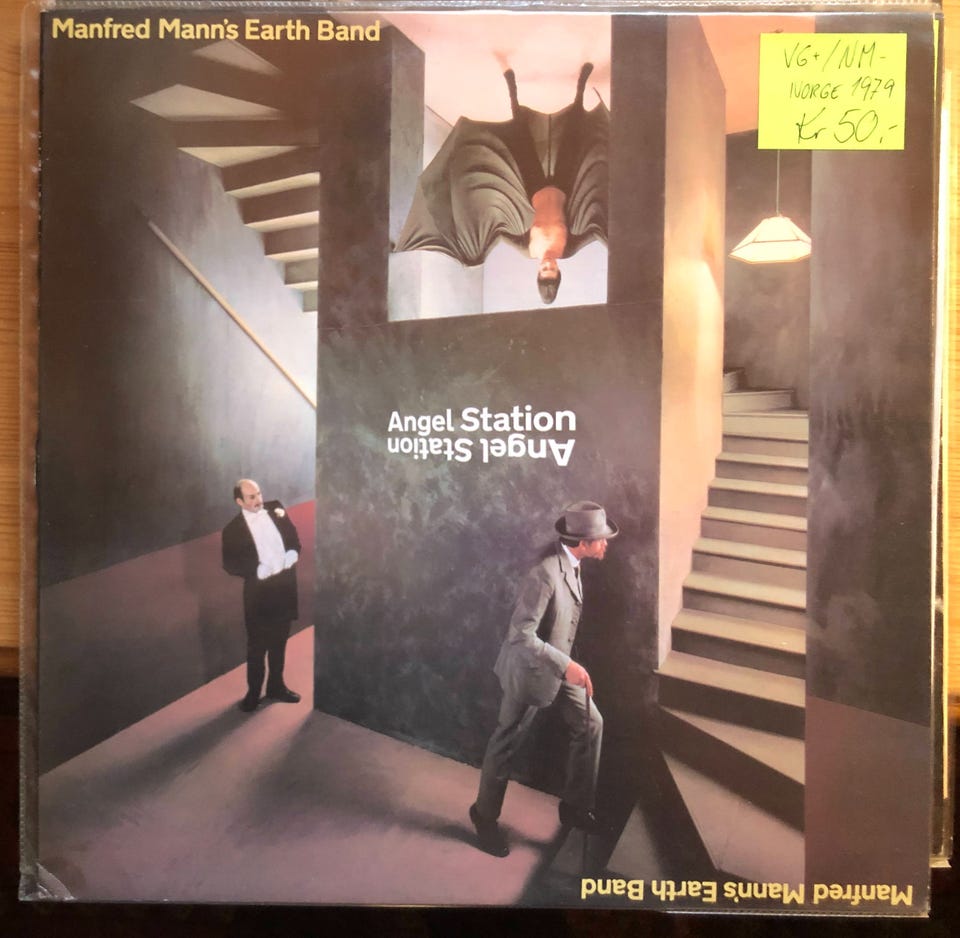 Manfred Mann's Earth Band
VG+/NM-
NORGE 1979
Kr 50,-
Angel Station
Angel Station
Manfred Mann's Earth Band